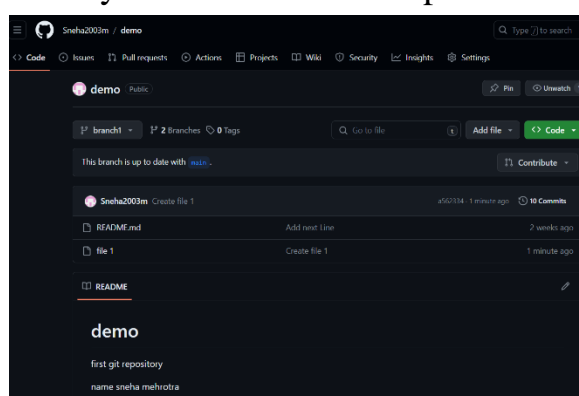 Sneha2003m / demo
Type / to search
Code Issues Pull requests Actions Projects Wiki Security Insights Settings
demo Public Pin Unwatch
branch1 2 Branches 0 Tags Go to file t Add file Code
This branch is up to date with main . Contribute
Sneha2003m Create file 1 a562334 · 1 minute ago 10 Commits
README.md Add next Line 2 weeks ago
file 1 Create file 1 1 minute ago
README
demo
first git repository
name sneha mehrotra